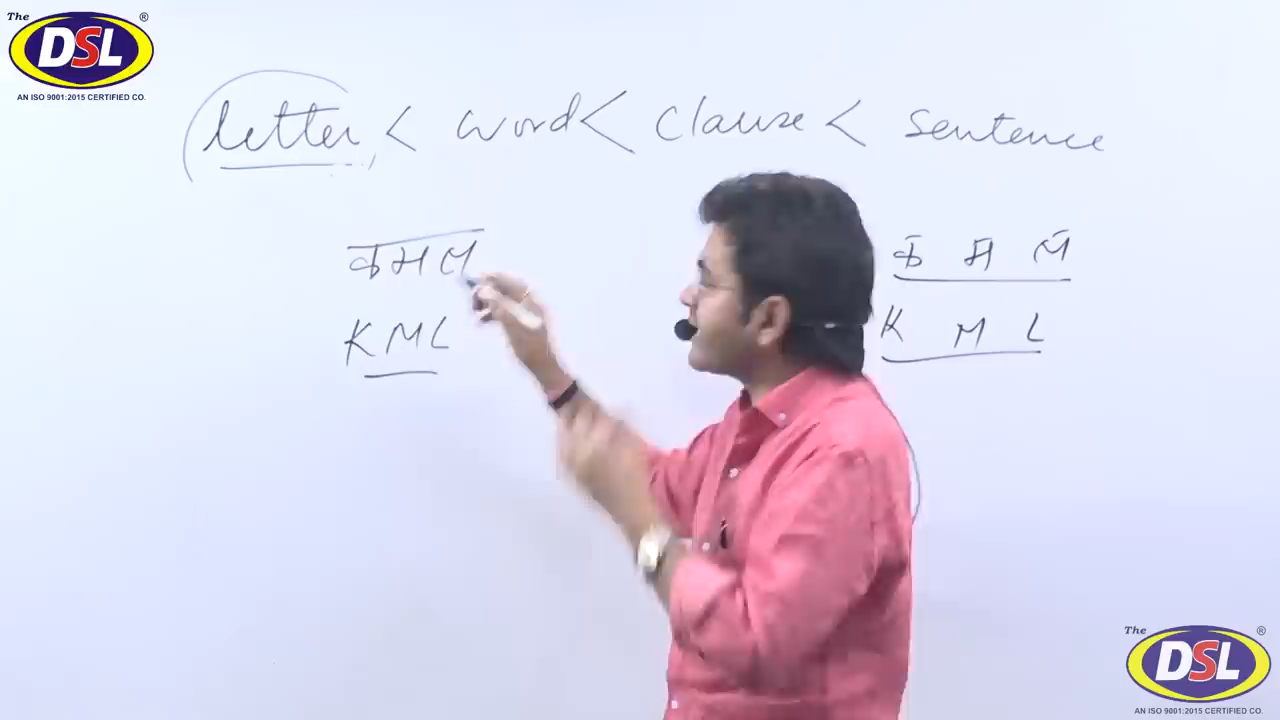 The
DSL
®
AN ISO 9001:2015 CERTIFIED CO.
letter < word < clause < sentence
कमल
क म ल
K M L
K M L
The
DSL
®
AN ISO 9001:2015 CERTIFIED CO.